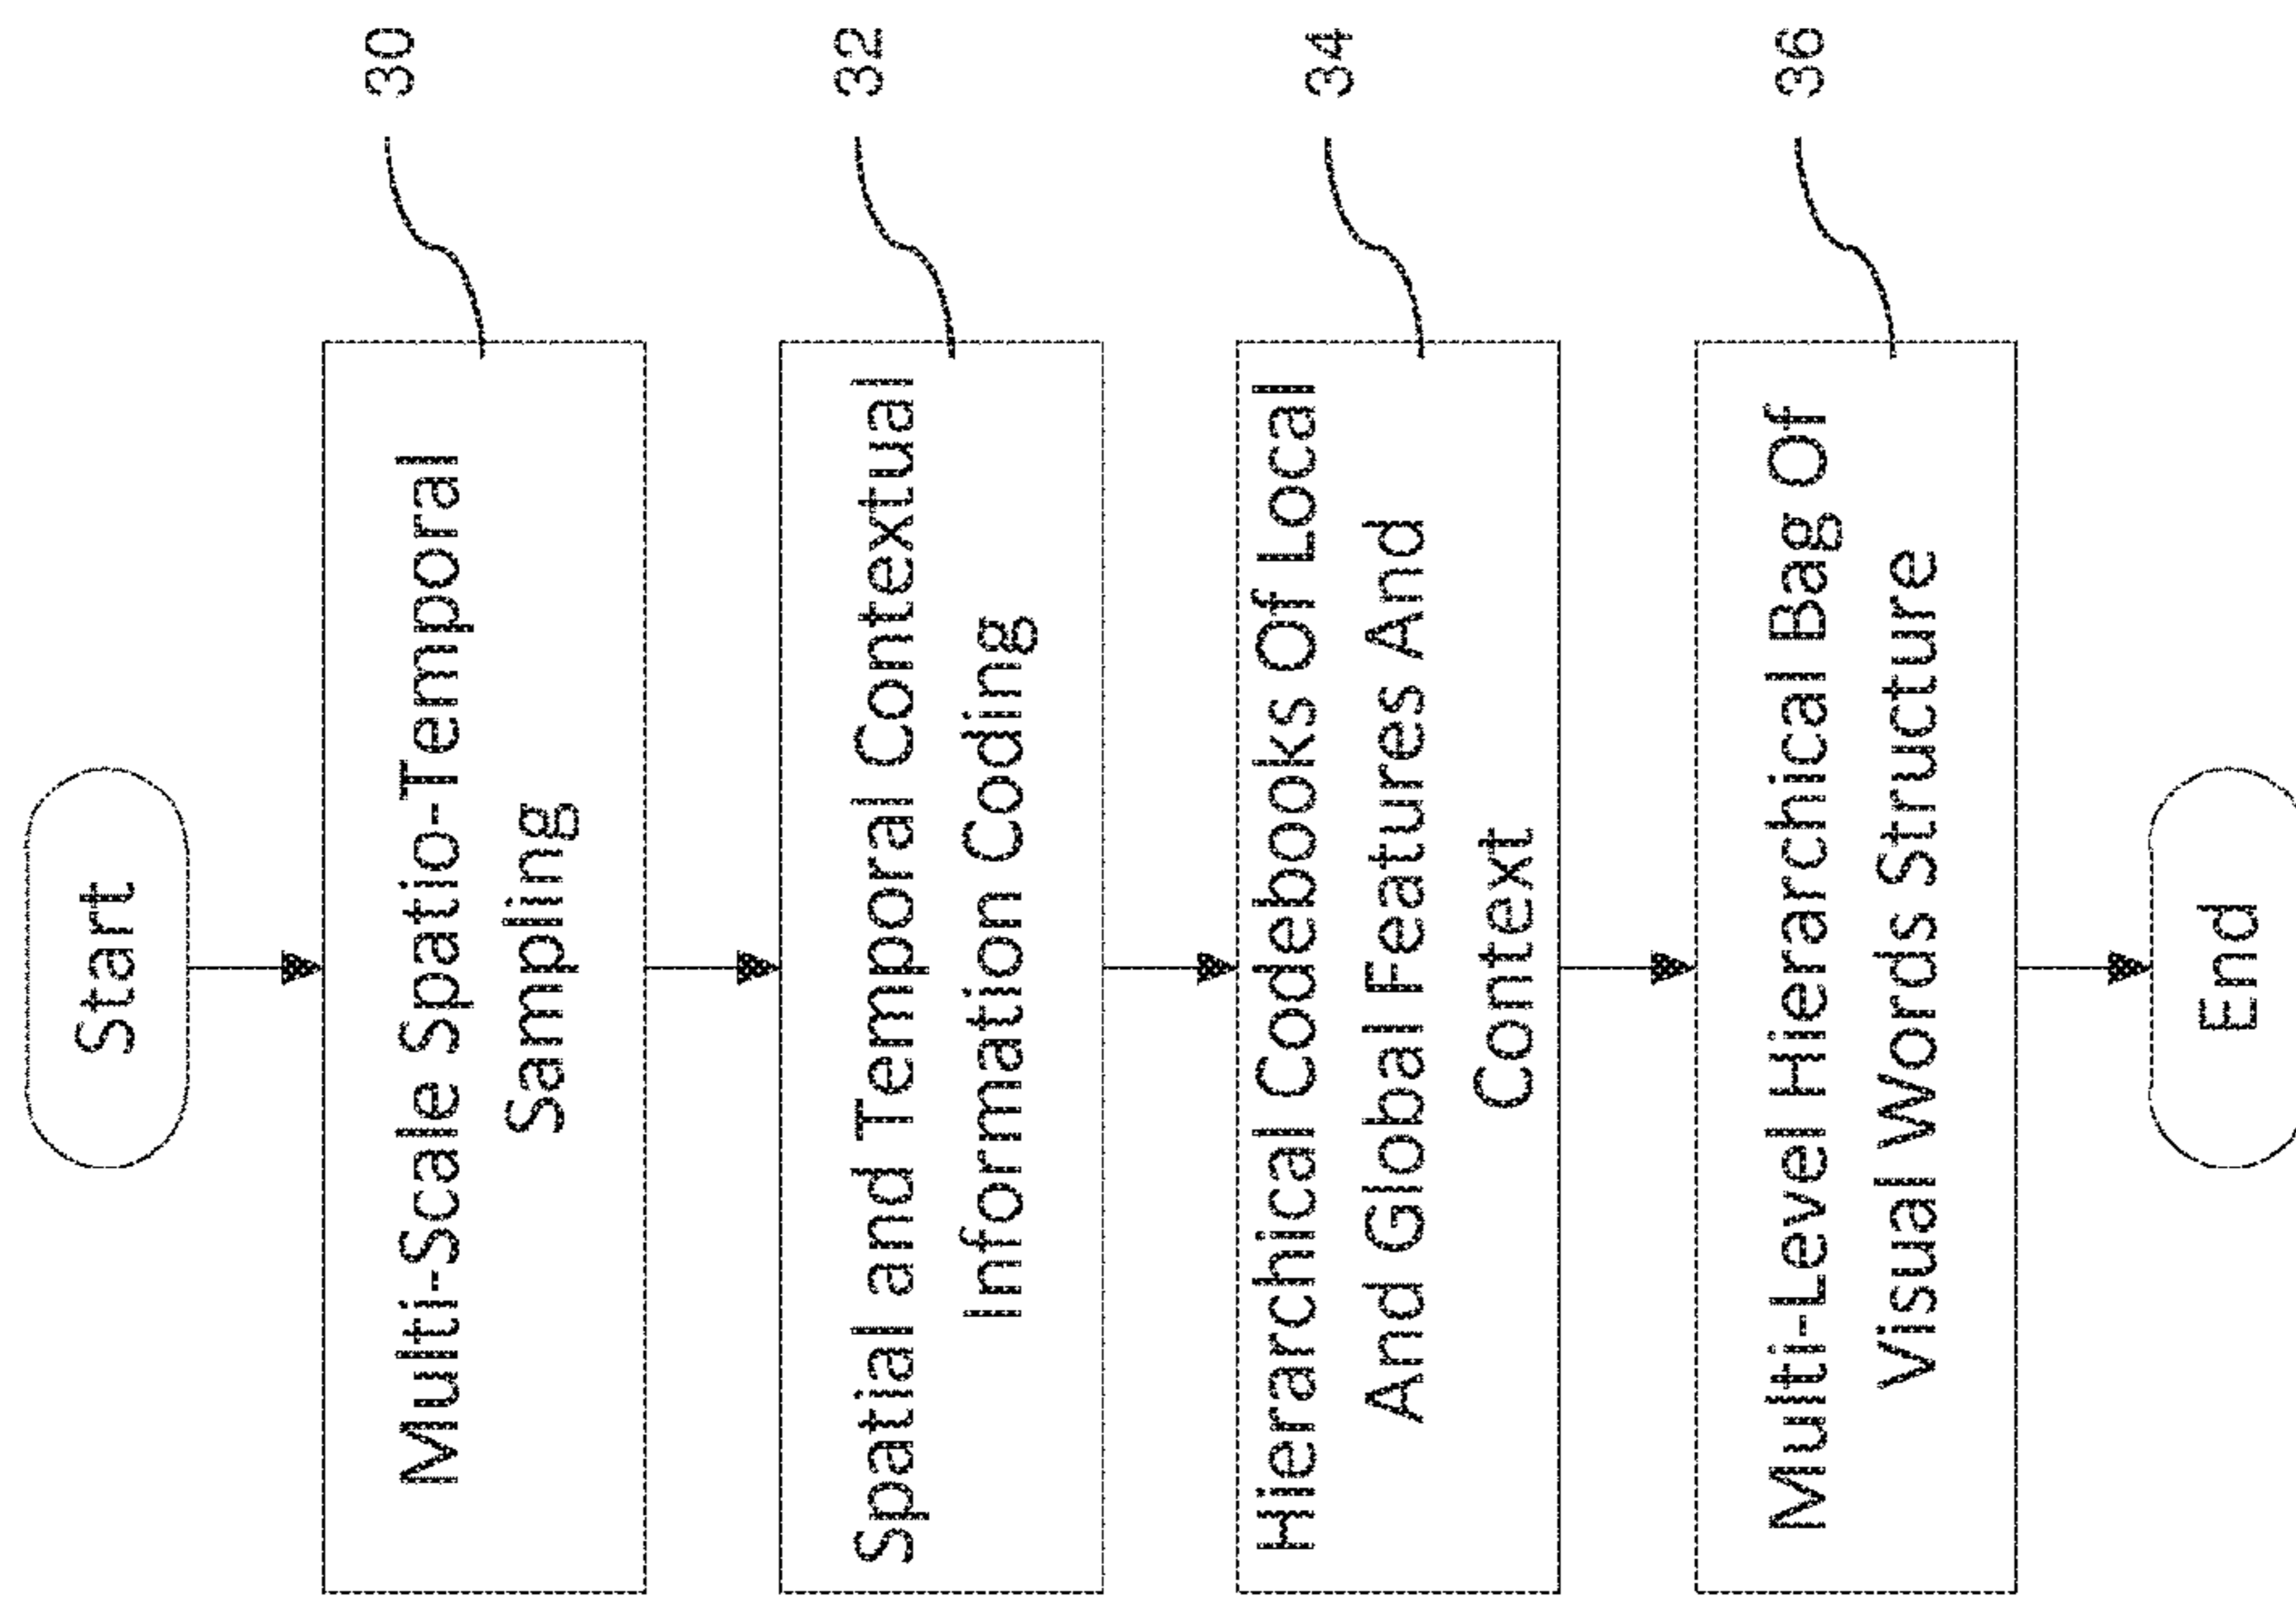 Start
30
Multi-Scale Spatio-Temporal
Sampling
32
Spatial and Temporal Contextual
Information Coding
34
Hierarchical Codebooks Of Local
And Global Features And
Context
36
Multi-Level Hierarchical Bag Of
Visual Words Structure
End